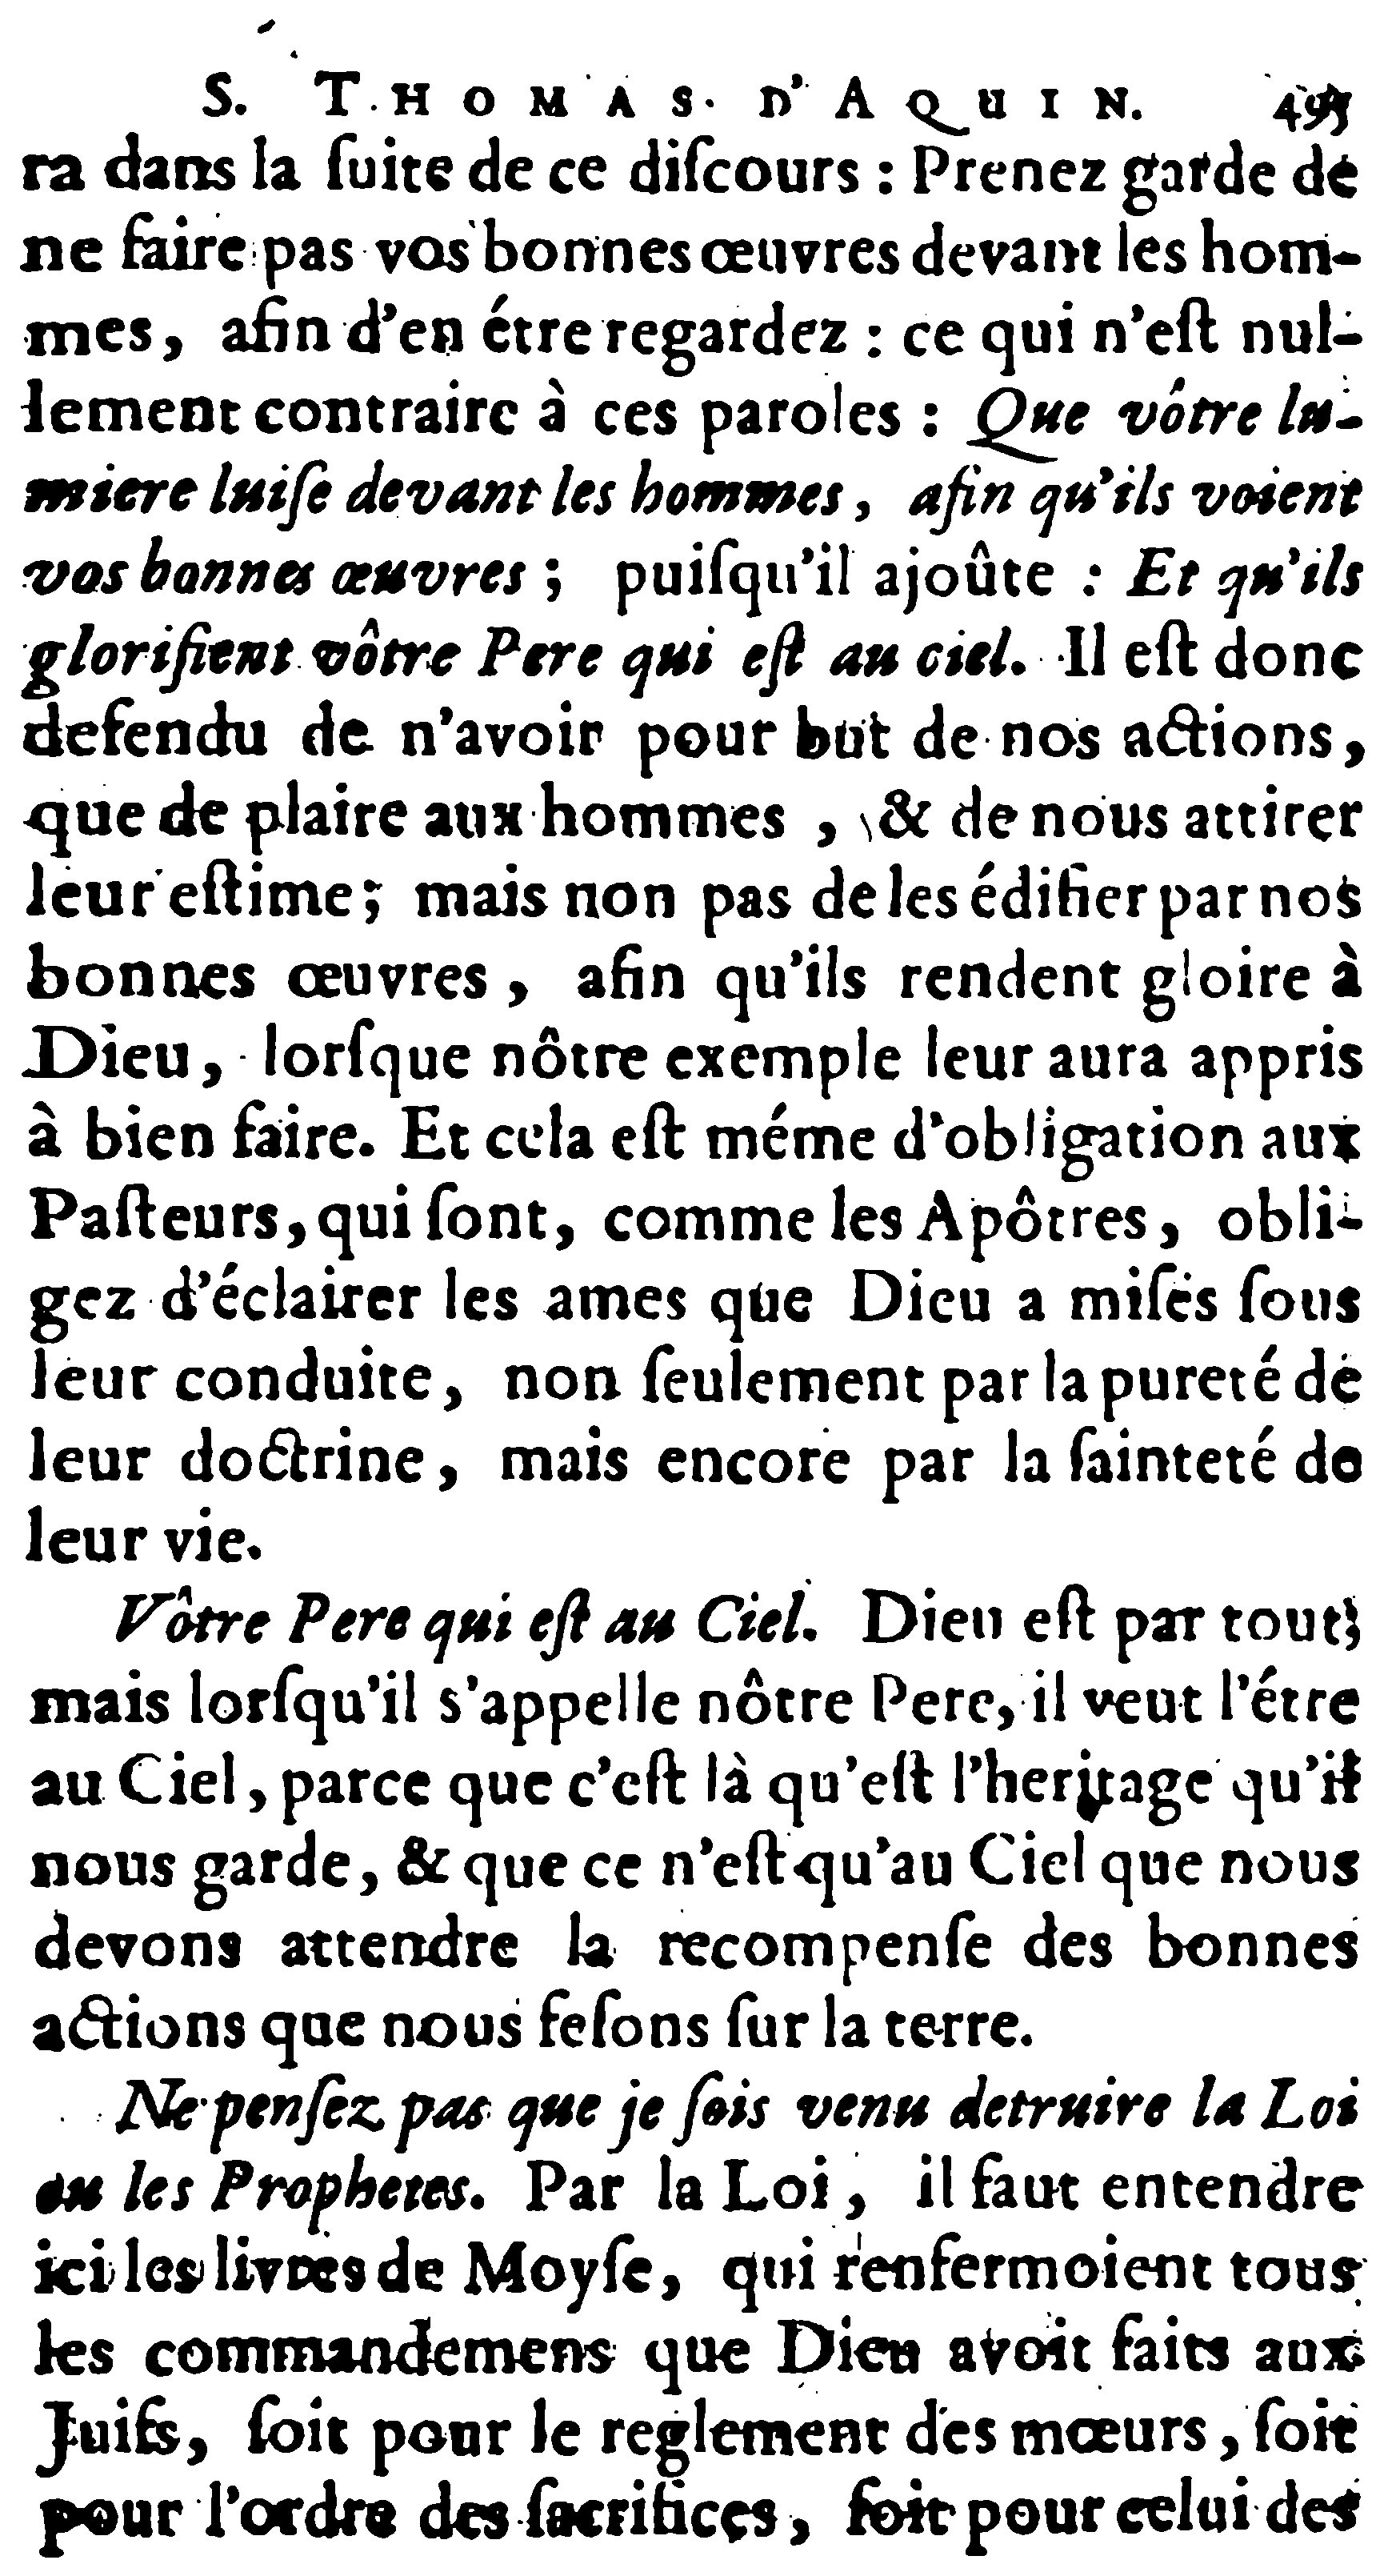 S. THOMAS D'AQUIN. 495
ra dans la ſuite de ce diſcours : Prenez garde de
ne faire pas vos bonnes œuvres devant les hom-
mes, afin d'en étre regardez : ce qui n'eſt nul-
lement contraire à ces paroles : Que vótre lu-
miere luiſe devant les hommes, afin qu'ils voient
vos bonnes œuvres ; puiſqu'il ajoûte : Et qu'ils
glorifient vôtre Pere qui eſt au ciel. Il eſt donc
defendu de n'avoir pour but de nos actions,
que de plaire aux hommes, & de nous attirer
leur eſtime; mais non pas de les édifier par nos
bonnes œuvres, afin qu'ils rendent gloire à
Dieu, lorſque nôtre exemple leur aura appris
à bien faire. Et cela eſt méme d'obligation aux
Paſteurs, qui ſont, comme les Apôtres, obli-
gez d'éclairer les ames que Dieu a miſes ſous
leur conduite, non ſeulement par la pureté de
leur doctrine, mais encore par la ſainteté de
leur vie.
Vôtre Pere qui eſt au Ciel. Dieu eſt par tout;
mais lorſqu'il s'appelle nôtre Pere, il veut l'étre
au Ciel, parce que c'eſt là qu'eſt l'heritage qu'il
nous garde, & que ce n'eſt qu'au Ciel que nous
devons attendre la recompenſe des bonnes
actions que nous feſons ſur la terre.
Ne penſez pas que je ſois venu detruire la Loi
ou les Prophetes. Par la Loi, il faut entendre
ici les livres de Moyſe, qui renfermoient tous
les commandemens que Dieu avoit faits aux
Juifs, ſoit pour le reglement des mœurs, ſoit
pour l'ordre des ſacrifices, ſoit pour celui des